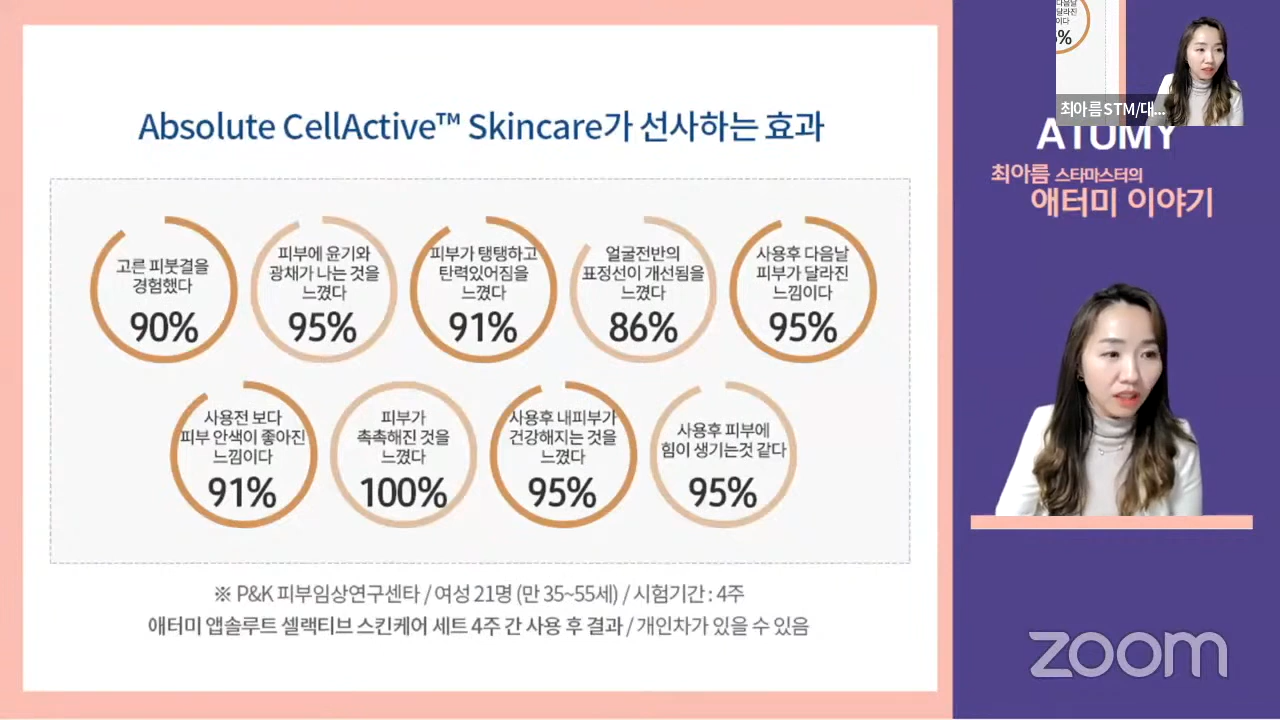 Absolute CellActive™ Skincare가 선사하는 효과
고른 피붓결을
경험했다
90%
피부에 윤기와
광채가 나는 것을
느꼈다
95%
피부가 탱탱하고
탄력있어짐을
느꼈다
91%
얼굴전반의
표정선이 개선됨을
느꼈다
86%
사용후 다음날
피부가 달라진
느낌이다
95%
사용전 보다
피부 안색이 좋아진
느낌이다
91%
피부가
촉촉해진 것을
느꼈다
100%
사용후 내피부가
건강해지는 것을
느꼈다
95%
사용후 피부에
힘이 생기는것 같다
95%
※ P&K 피부임상연구센타 / 여성 21명 (만 35~55세) / 시험기간 : 4주
애터미 앱솔루트 셀랙티브 스킨케어 세트 4주 간 사용 후 결과 / 개인차가 있을 수 있음
다음날
달라진
이다
%
최아름STM/대...
ATOMY
최아름 스타마스터의
애터미 이야기
zoom